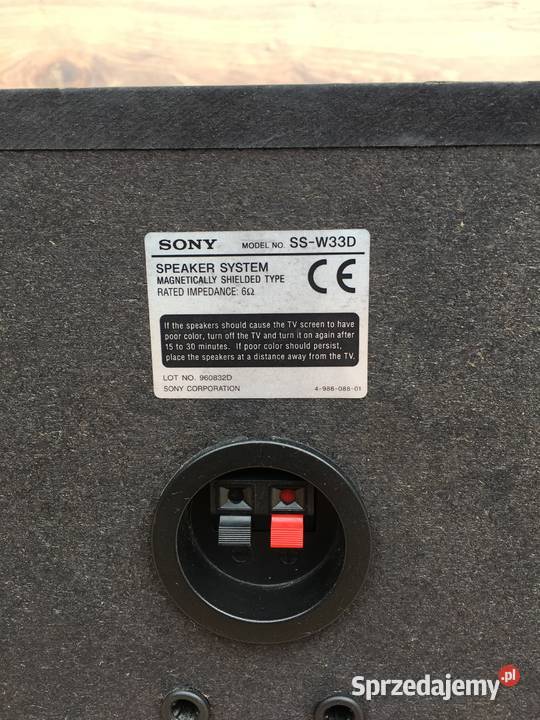 SONY MODEL NO. SS-W33D
SPEAKER SYSTEM
MAGNETICALLY SHIELDED TYPE
RATED IMPEDANCE: 6Ω
CE
If the speakers should cause the TV screen to have
poor color, turn off the TV and turn it on again after
15 to 30 minutes. If poor color should persist,
place the speakers at a distance away from the TV.
LOT NO. 960832D
SONY CORPORATION 4-988-088-01
Sprzedajemy.pl